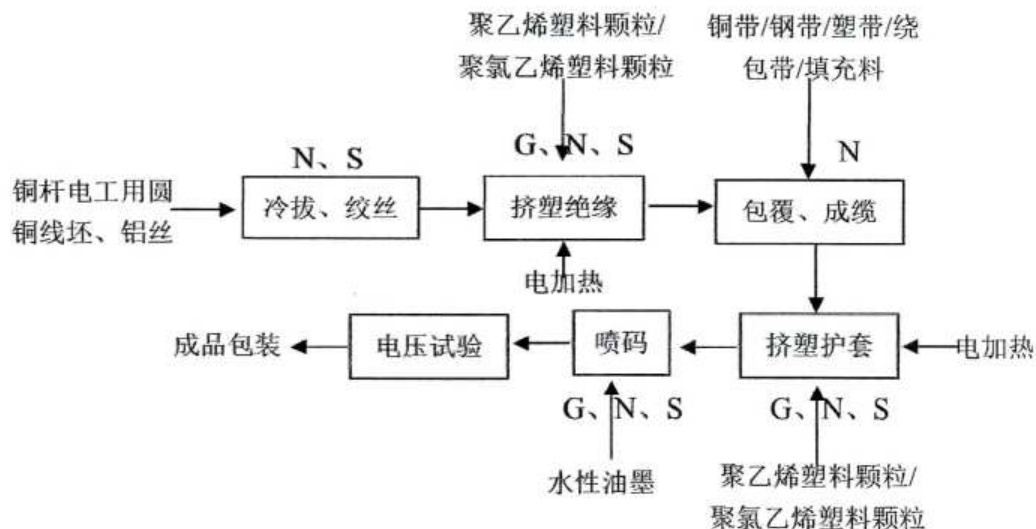 聚乙烯塑料颗粒/
聚氯乙烯塑料颗粒
铜带/钢带/塑带/绕
包带/填充料
N、S
G、N、S
N
铜杆电工用圆
铜线坯、铝丝
冷拔、绞丝
挤塑绝缘
包覆、成缆
电加热
成品包装
电压试验
喷码
挤塑护套
电加热
G、N、S
G、N、S
水性油墨
聚乙烯塑料颗粒/
聚氯乙烯塑料颗粒